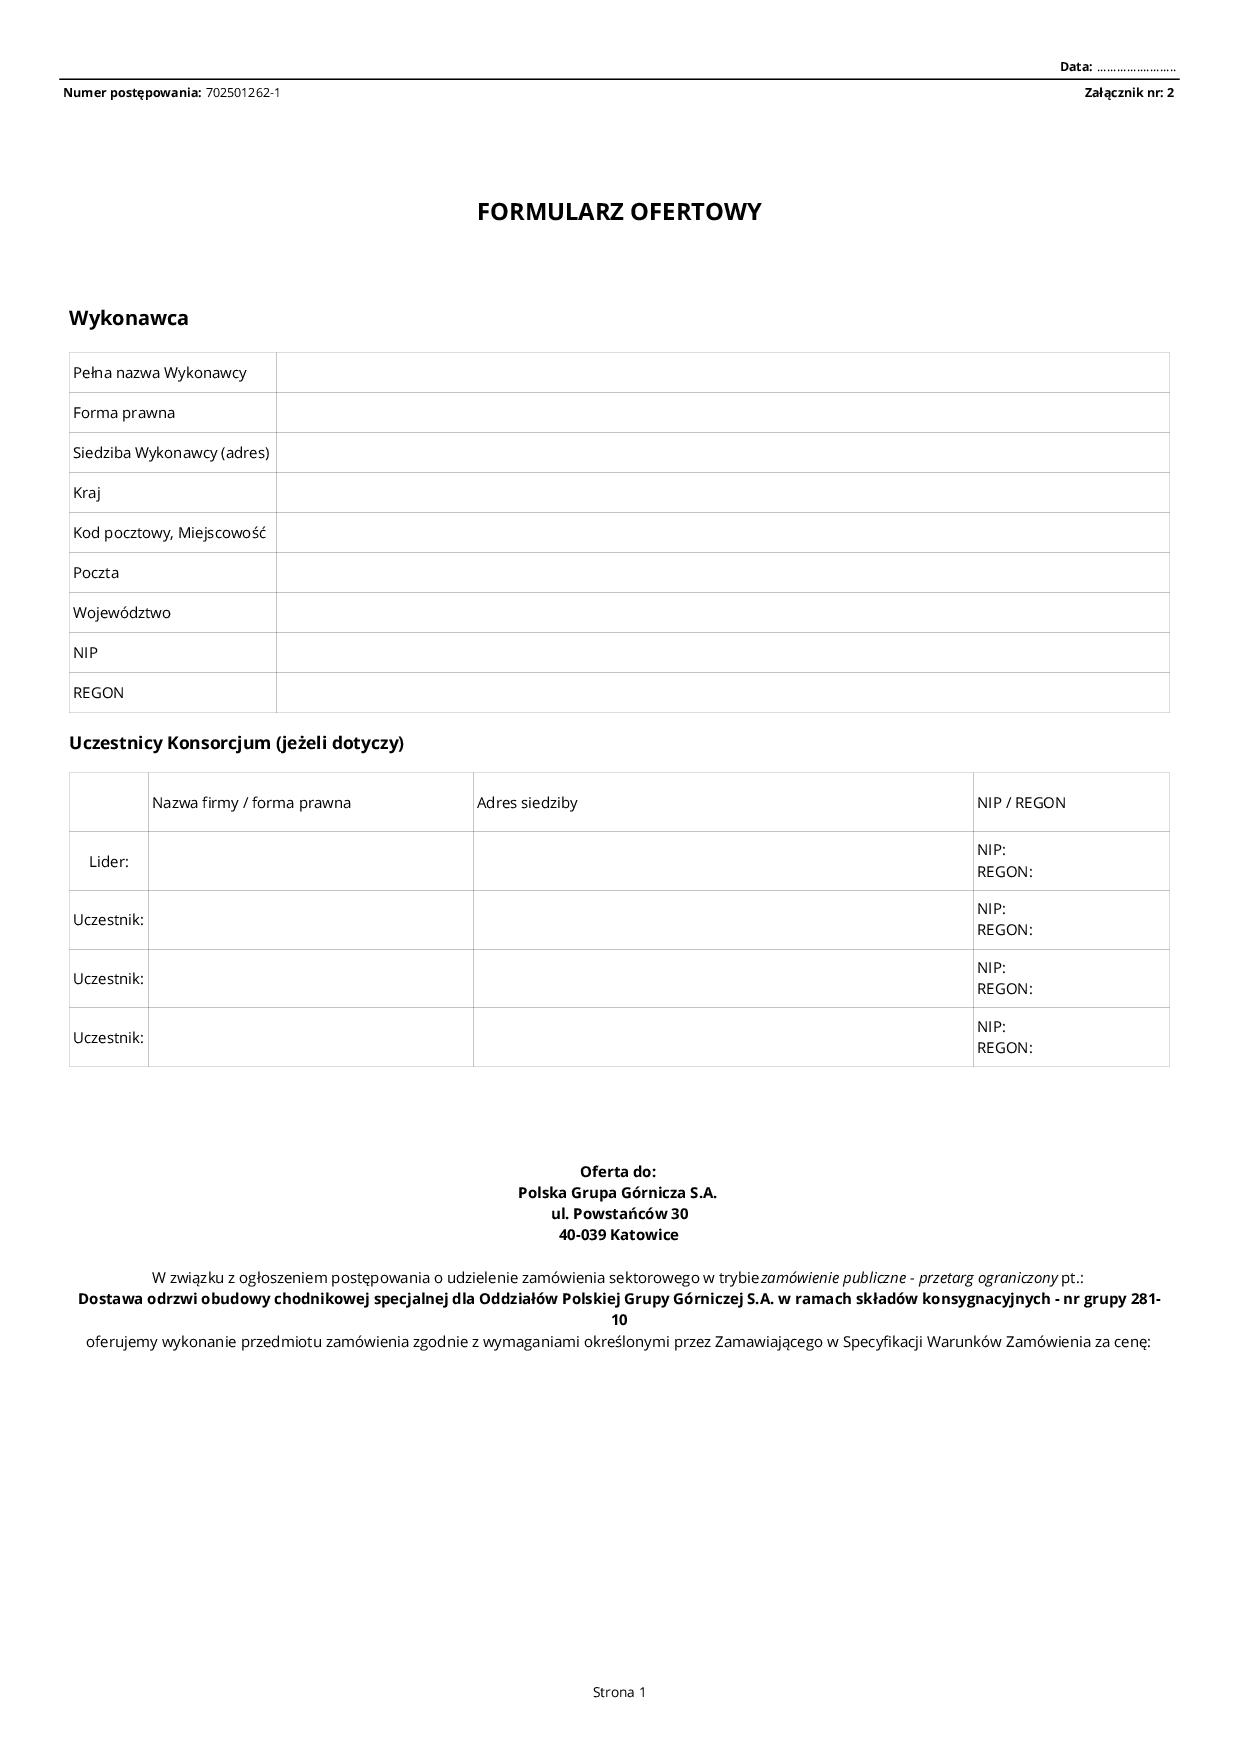 Data: ........................
Numer postępowania: 702501262-1 Załącznik nr: 2
FORMULARZ OFERTOWY
Wykonawca
Pełna nazwa Wykonawcy
Forma prawna
Siedziba Wykonawcy (adres)
Kraj
Kod pocztowy, Miejscowość
Poczta
Województwo
NIP
REGON
Uczestnicy Konsorcjum (jeżeli dotyczy)
Nazwa firmy / forma prawna Adres siedziby NIP / REGON
Lider: NIP:
REGON:
Uczestnik: NIP:
REGON:
Uczestnik: NIP:
REGON:
Uczestnik: NIP:
REGON:
Oferta do:
Polska Grupa Górnicza S.A.
ul. Powstańców 30
40-039 Katowice
W związku z ogłoszeniem postępowania o udzielenie zamówienia sektorowego w trybie zamówienie publiczne - przetarg ograniczony pt.:
Dostawa odrzwi obudowy chodnikowej specjalnej dla Oddziałów Polskiej Grupy Górniczej S.A. w ramach składów konsygnacyjnych - nr grupy 281-
10
oferujemy wykonanie przedmiotu zamówienia zgodnie z wymaganiami określonymi przez Zamawiającego w Specyfikacji Warunków Zamówienia za cenę:
Strona 1